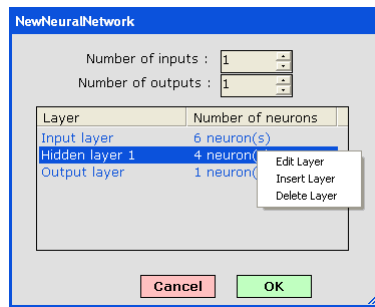 NewNeuralNetwork
Number of inputs : 1
Number of outputs : 1
Layer Number of neurons
Input layer 6 neuron(s)
Hidden layer 1 4 neuron(
Output layer 1 neuron(
Edit Layer
Insert Layer
Delete Layer
Cancel OK